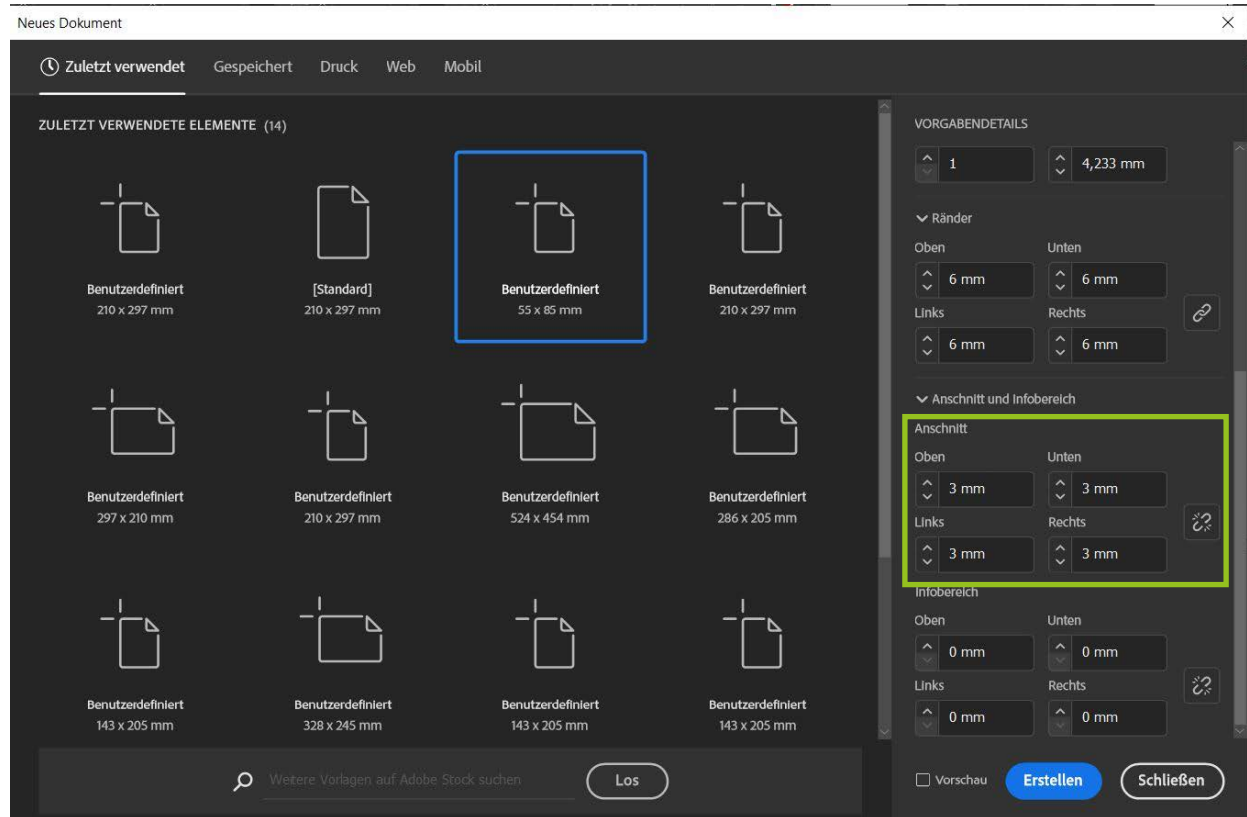 Neues Dokument
Zuletzt verwendet Gespeichert Druck Web Mobil
ZULETZT VERWENDETE ELEMENTE (14)
Benutzerdefiniert
210 x 297 mm
[Standard]
210 x 297 mm
Benutzerdefiniert
55 x 85 mm
Benutzerdefiniert
210 x 297 mm
Benutzerdefiniert
297 x 210 mm
Benutzerdefiniert
210 x 297 mm
Benutzerdefiniert
524 x 454 mm
Benutzerdefiniert
286 x 205 mm
Benutzerdefiniert
143 x 205 mm
Benutzerdefiniert
328 x 245 mm
Benutzerdefiniert
143 x 205 mm
Benutzerdefiniert
143 x 205 mm
Weitere Vorlagen auf Adobe Stock suchen Los
VORGABENDETAILS
1 4,233 mm
Ränder
Oben Unten
6 mm 6 mm
Links Rechts
6 mm 6 mm
Anschnitt und Infobereich
Anschnitt
Oben Unten
3 mm 3 mm
Links Rechts
3 mm 3 mm
Infobereich
Oben Unten
0 mm 0 mm
Links Rechts
0 mm 0 mm
Vorschau Erstellen Schließen